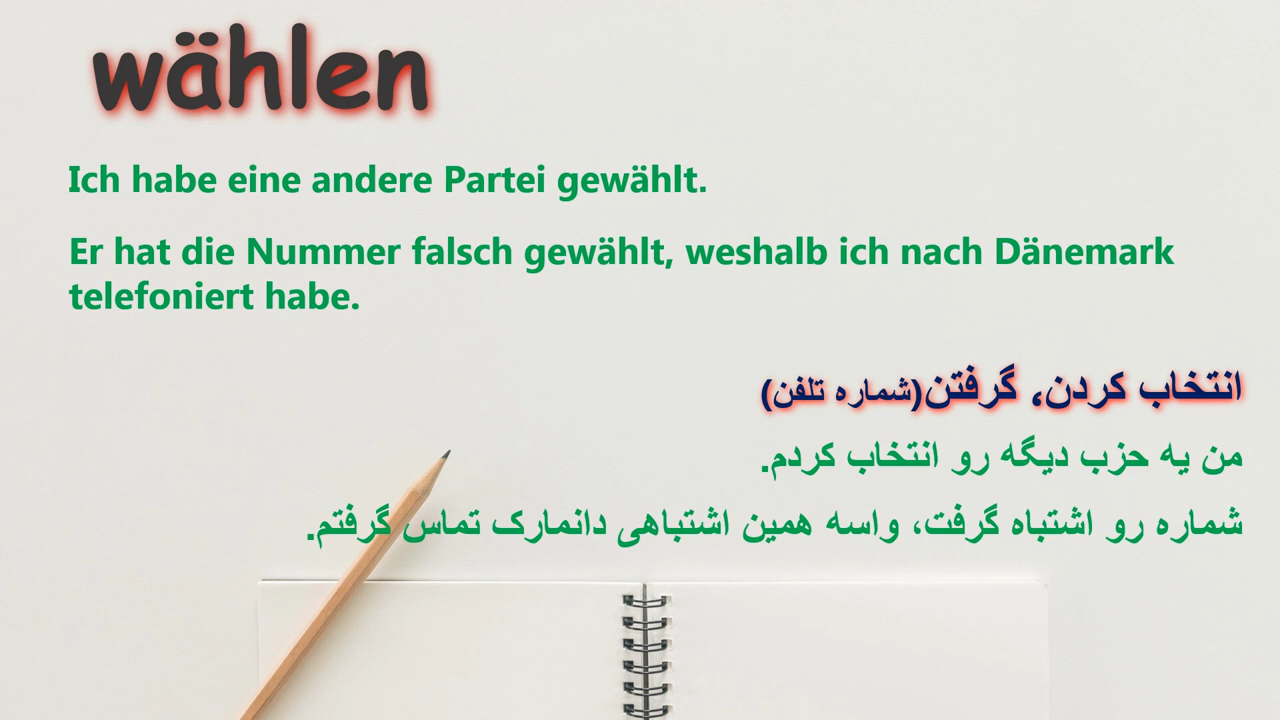 wählen
Ich habe eine andere Partei gewählt.
Er hat die Nummer falsch gewählt, weshalb ich nach Dänemark
telefoniert habe.
انتخاب کردن، گرفتن(شماره تلفن)
من یه حزب دیگه رو انتخاب کردم.
شماره رو اشتباه گرفت، واسه همین اشتباهی دانمارک تماس گرفتم.